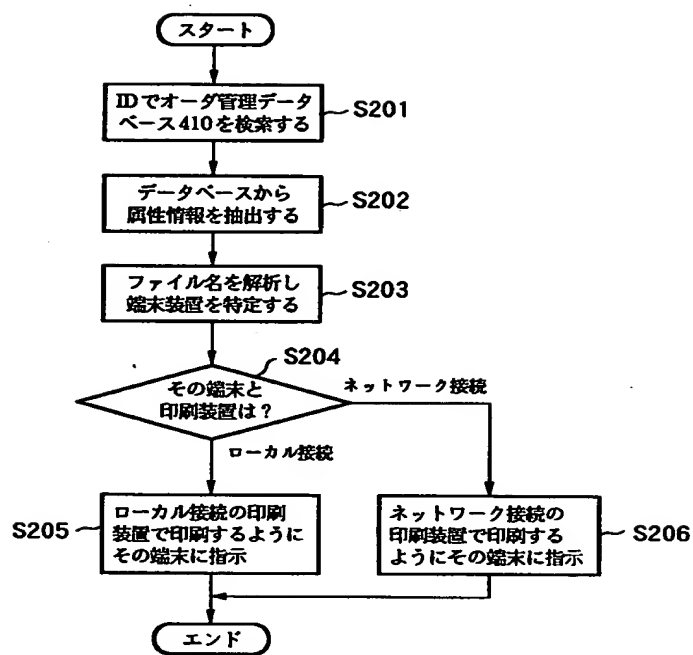 スタート
IDでオーダ管理データ
ベース410を検索する
S201
データベースから
属性情報を抽出する
S202
ファイル名を解析し
端末装置を特定する
S203
S204
その端末と
印刷装置は?
ネットワーク接続
ローカル接続
S205
ローカル接続の印刷
装置で印刷するように
その端末に指示
ネットワーク接続の
印刷装置で印刷する
ようにその端末に指示
S206
エンド